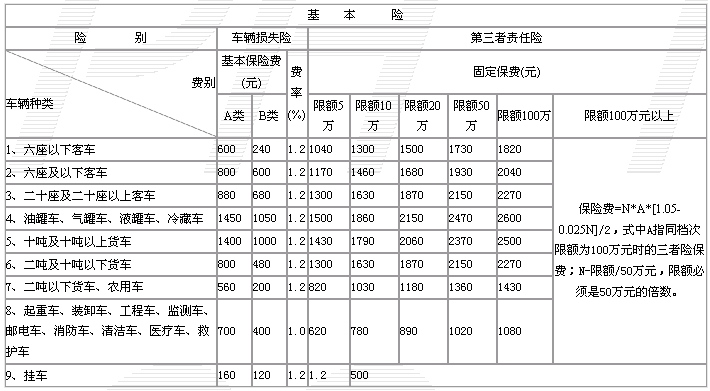 基 本 险
险 别 车辆损失险 第三者责任险
费别 基本保险费(元) 费率(%) 固定保费(元)
车辆种类 A类 B类 限额5万 限额10万 限额20万 限额50万 限额100万 限额100万元以上
1、六座以下客车 600 240 1.2 1040 1300 1500 1730 1820
2、六座及以下客车 800 600 1.2 1170 1460 1680 1930 2040
3、二十座及二十座以上客车 880 680 1.2 1300 1630 1870 2150 2270
4、油罐车、气罐车、液罐车、冷藏车 1450 1050 1.2 1500 1860 2150 2470 2600
5、十吨及十吨以上货车 1400 1000 1.2 1430 1790 2060 2370 2500
6、二吨及十吨以下货车 800 480 1.2 1300 1630 1870 2150 2270
7、二吨以下货车、农用车 560 200 1.2 820 1030 1180 1360 1430
8、起重车、装卸车、工程车、监测车、
邮电车、消防车、清洁车、医疗车、救
护车 700 400 1.0 620 780 890 1020 1080
9、挂车 160 120 1.2 1.2 500
保险费=N*A*[1.05-
0.025N]/2，式中A指同档次
限额为100万元时的三者险保
费；N-限额/50万元，限额必
须是50万元的倍数。